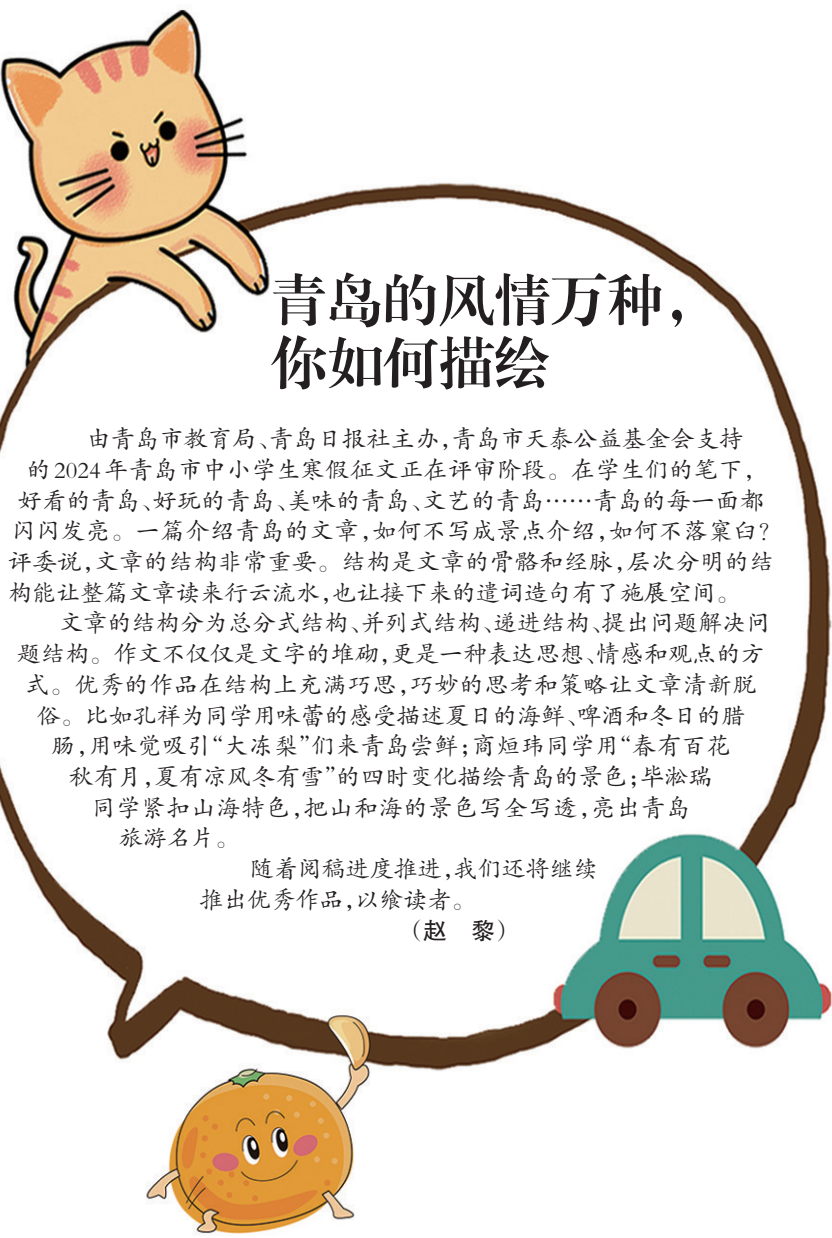 青岛的风情万种，
你如何描绘
由青岛市教育局、青岛日报社主办，青岛市天泰公益基金会支持
的2024年青岛市中小学生寒假征文正在评审阶段。在学生们的笔下，
好看的青岛、好玩的青岛、美味的青岛、文艺的青岛……青岛的每一面都
闪闪发亮。一篇介绍青岛的文章，如何不写成景点介绍，如何不落窠臼？
评委说，文章的结构非常重要。结构是文章的骨骼和经脉，层次分明的结
构能让整篇文章读来行云流水，也让接下来的遣词造句有了施展空间。
文章的结构分为总分式结构、并列式结构、递进结构、提出问题解决问
题结构。作文不仅仅是文字的堆砌，更是一种表达思想、情感和观点的方
式。优秀的作品在结构上充满巧思，巧妙的思考和策略让文章清新脱
俗。比如孔祥为同学用味蕾的感受描述夏日的海鲜、啤酒和冬日的腊
肠，用味觉吸引“大冻梨”们来青岛尝鲜；商烜玮同学用“春有百花
秋有月，夏有凉风冬有雪”的四时变化描绘青岛的景色；毕淞瑞
同学紧扣山海特色，把山和海的景色写全写透，亮出青岛
旅游名片。
随着阅稿进度推进，我们还将继续
推出优秀作品，以飨读者。
（赵　黎）